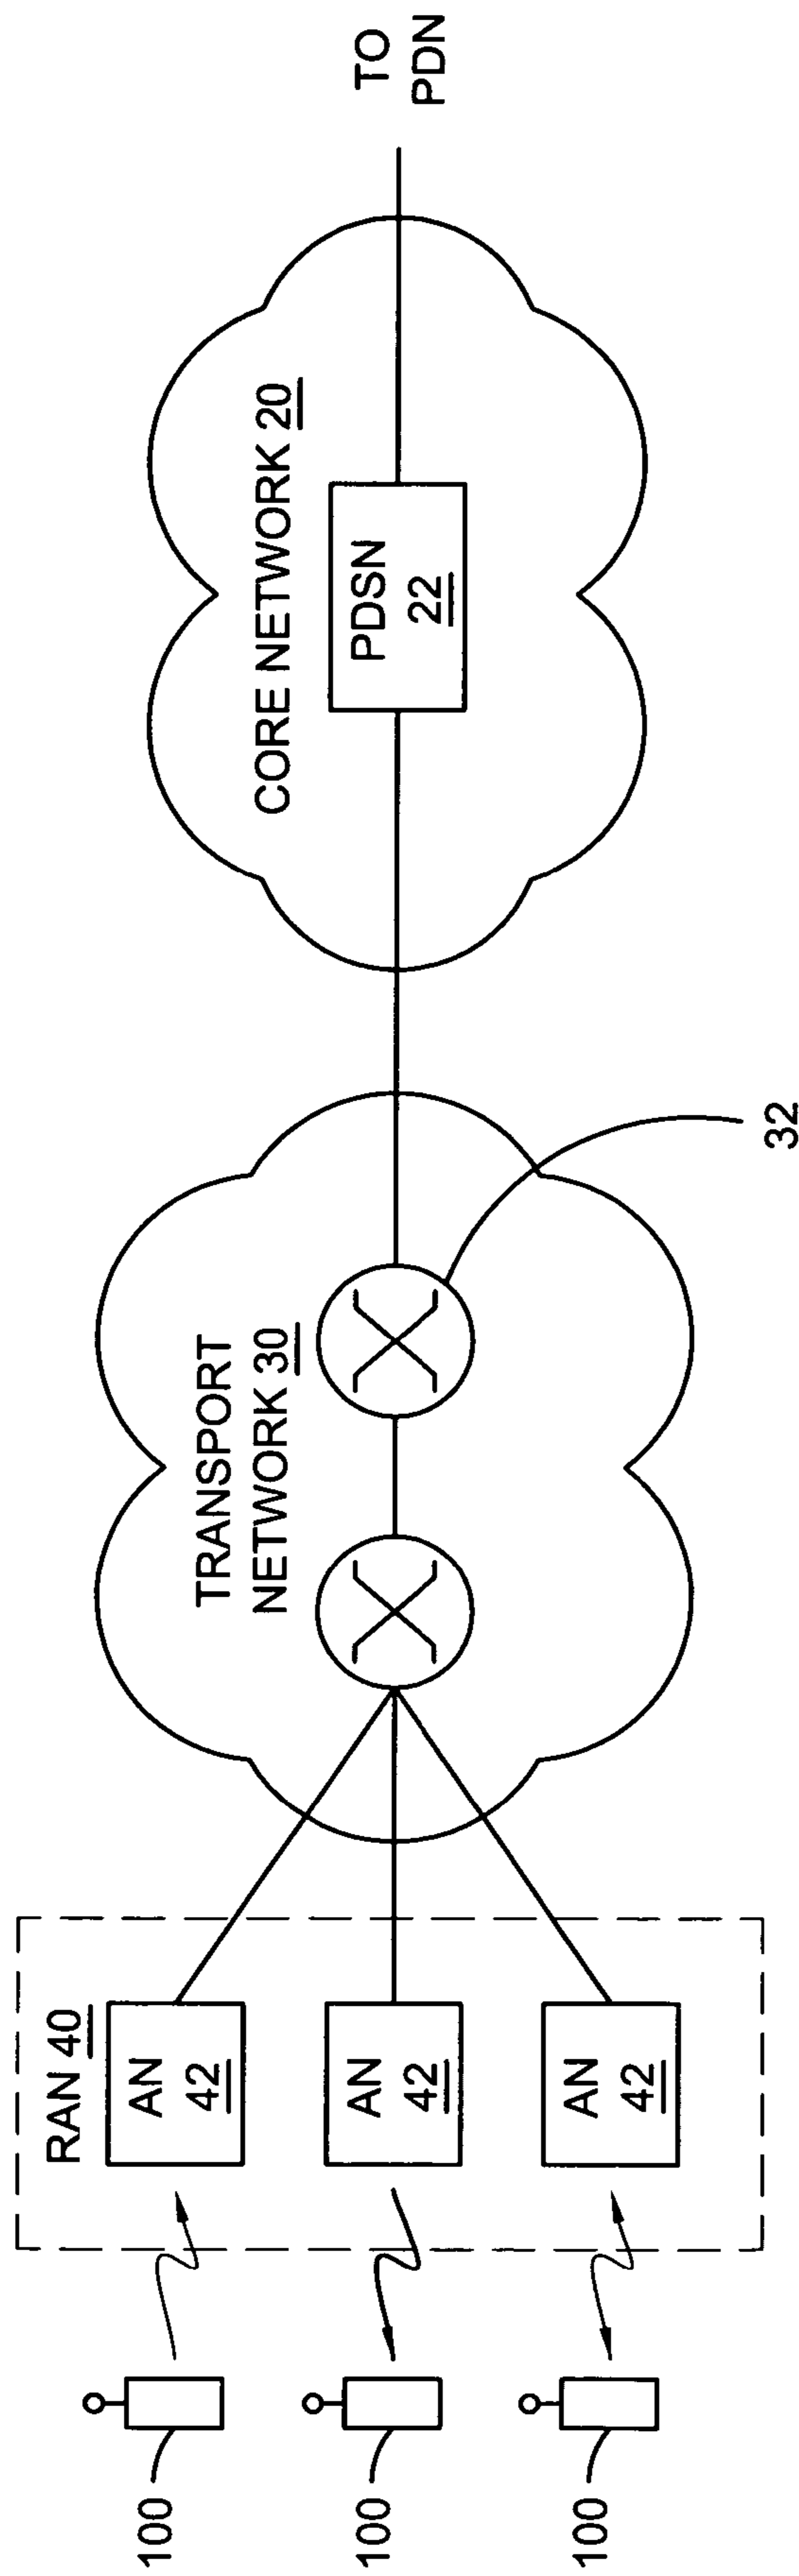 RAN 40
AN
42
AN
42
AN
42
100
100
100
TRANSPORT
NETWORK 30
32
CORE NETWORK 20
PDSN
22
TO
PDN